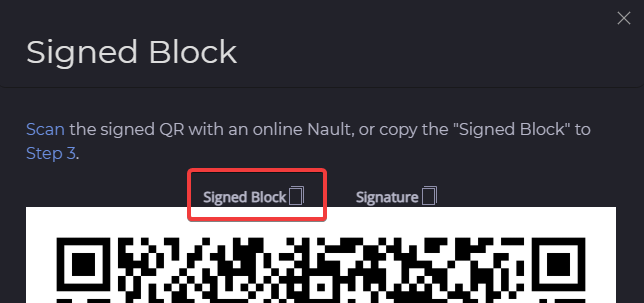 Signed Block
Scan the signed QR with an online Nault, or copy the "Signed Block" to
Step 3.
Signed Block Signature